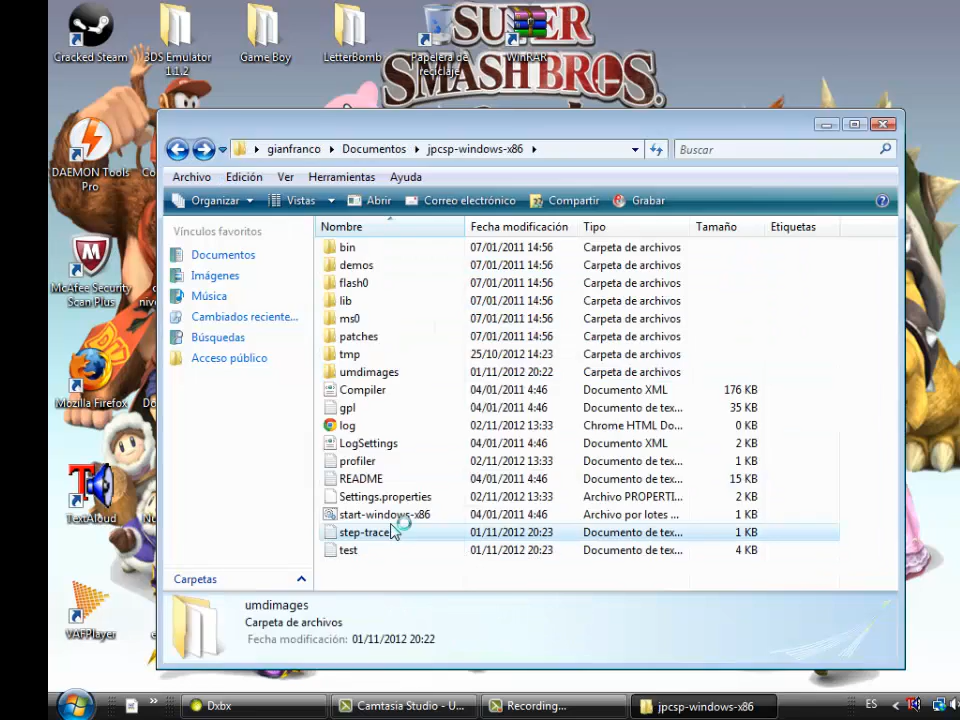 SUPER
SMASH BROS.
Cracked Steam
3DS Emulator
1.1.2
Game Boy
LetterBomb
Papelera de
reciclaje
WinRAR
DAEMON Tools
Pro
McAfee Security
Scan Plus
Mozilla Firefox
TextAloud
VAFPlayer
gianfranco
Documentos
jpcsp-windows-x86
Buscar
Archivo Edición Ver Herramientas Ayuda
Organizar Vistas Abrir Correo electrónico Compartir Grabar
Vínculos favoritos
Documentos
Imágenes
Música
Cambiados reciente...
Búsquedas
Acceso público
Carpetas
Nombre Fecha modificación Tipo Tamaño Etiquetas
bin 07/01/2011 14:56 Carpeta de archivos
demos 07/01/2011 14:56 Carpeta de archivos
flash0 07/01/2011 14:56 Carpeta de archivos
lib 07/01/2011 14:56 Carpeta de archivos
ms0 07/01/2011 14:56 Carpeta de archivos
patches 07/01/2011 14:56 Carpeta de archivos
tmp 25/10/2012 14:23 Carpeta de archivos
umdimages 01/11/2012 20:22 Carpeta de archivos
Compiler 04/01/2011 4:46 Documento XML 176 KB
gpl 04/01/2011 4:46 Documento de tex... 35 KB
log 02/11/2012 13:33 Chrome HTML Do... 0 KB
LogSettings 04/01/2011 4:46 Documento XML 2 KB
profiler 02/11/2012 13:33 Documento de tex... 1 KB
README 04/01/2011 4:46 Documento de tex... 15 KB
Settings.properties 02/11/2012 13:33 Archivo PROPERTI... 2 KB
start-windows-x86 04/01/2011 4:46 Archivo por lotes ... 1 KB
step-trace 01/11/2012 20:23 Documento de tex... 1 KB
test 01/11/2012 20:23 Documento de tex... 4 KB
umdimages
Carpeta de archivos
Fecha modificación: 01/11/2012 20:22
Dxbx
Camtasia Studio - U...
Recording...
jpcsp-windows-x86
ES